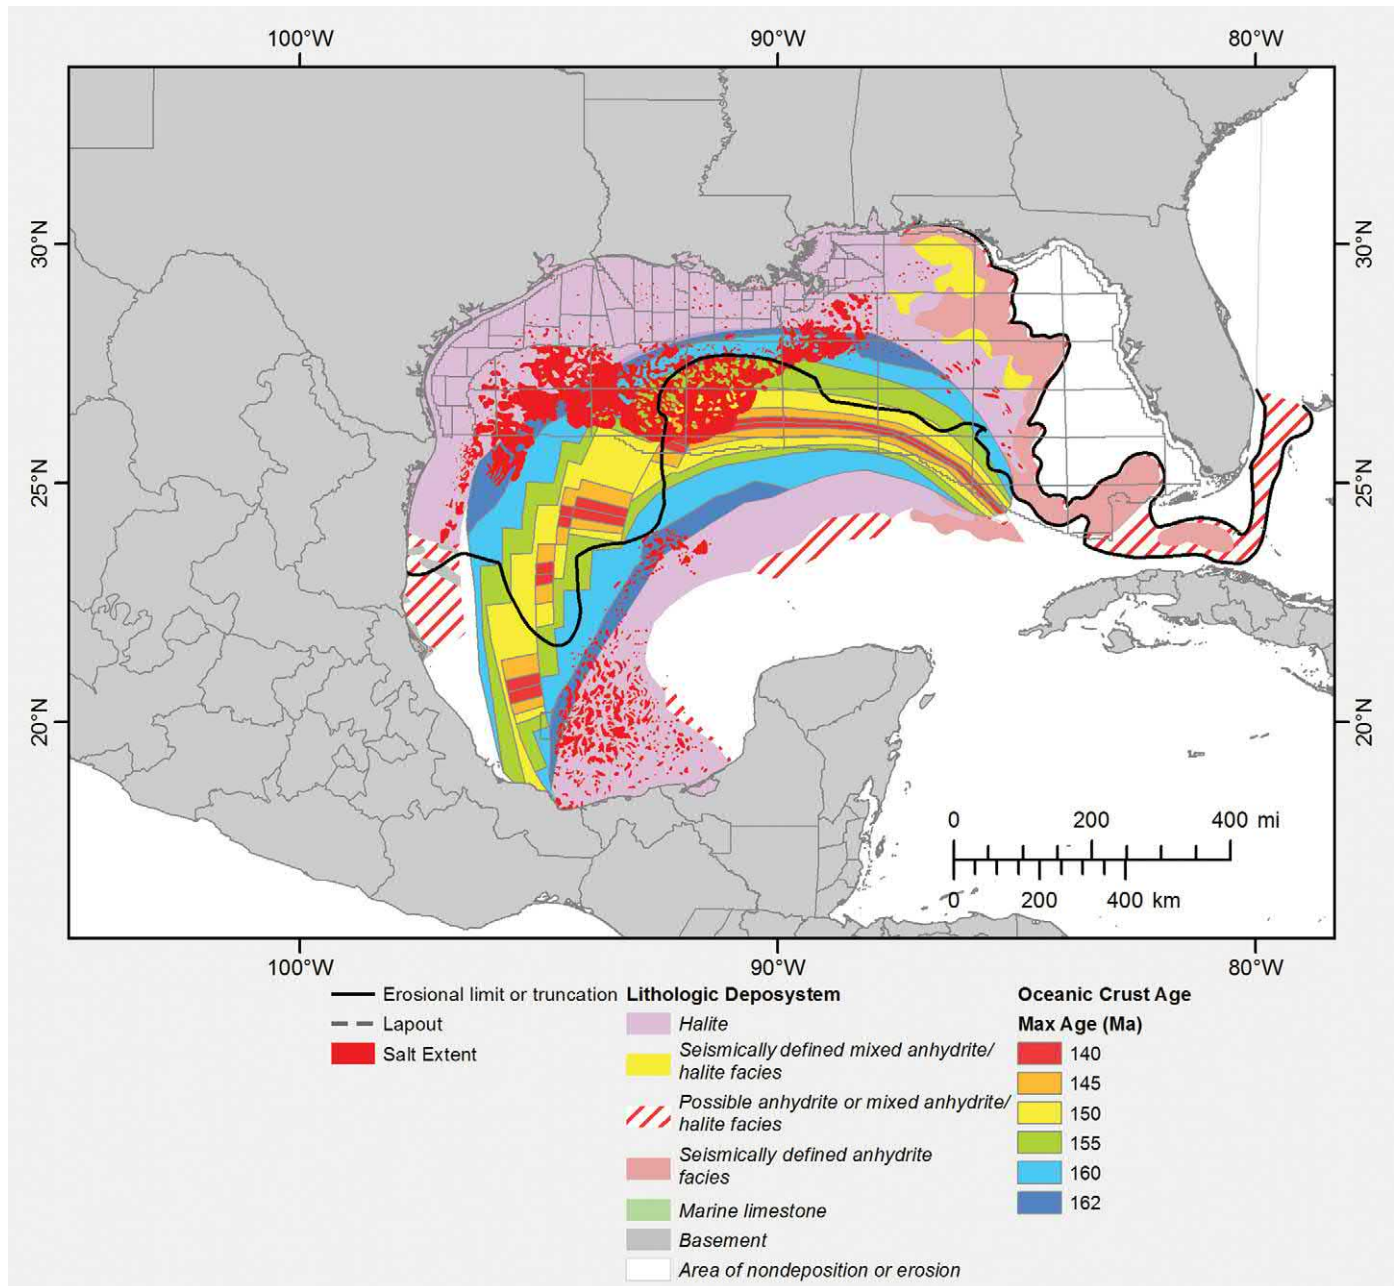 100°W
90°W
80°W
30°N
30°N
25°N
25°N
20°N
20°N
0
200
400 mi
0
200
400 km
100°W
90°W
80°W
Erosional limit or truncation
Lapout
Salt Extent
Lithologic Deposystem
Halite
Seismically defined mixed anhydrite/
halite facies
Possible anhydrite or mixed anhydrite/
halite facies
Seismically defined anhydrite
facies
Marine limestone
Basement
Area of nondeposition or erosion
Oceanic Crust Age
Max Age (Ma)
140
145
150
155
160
162